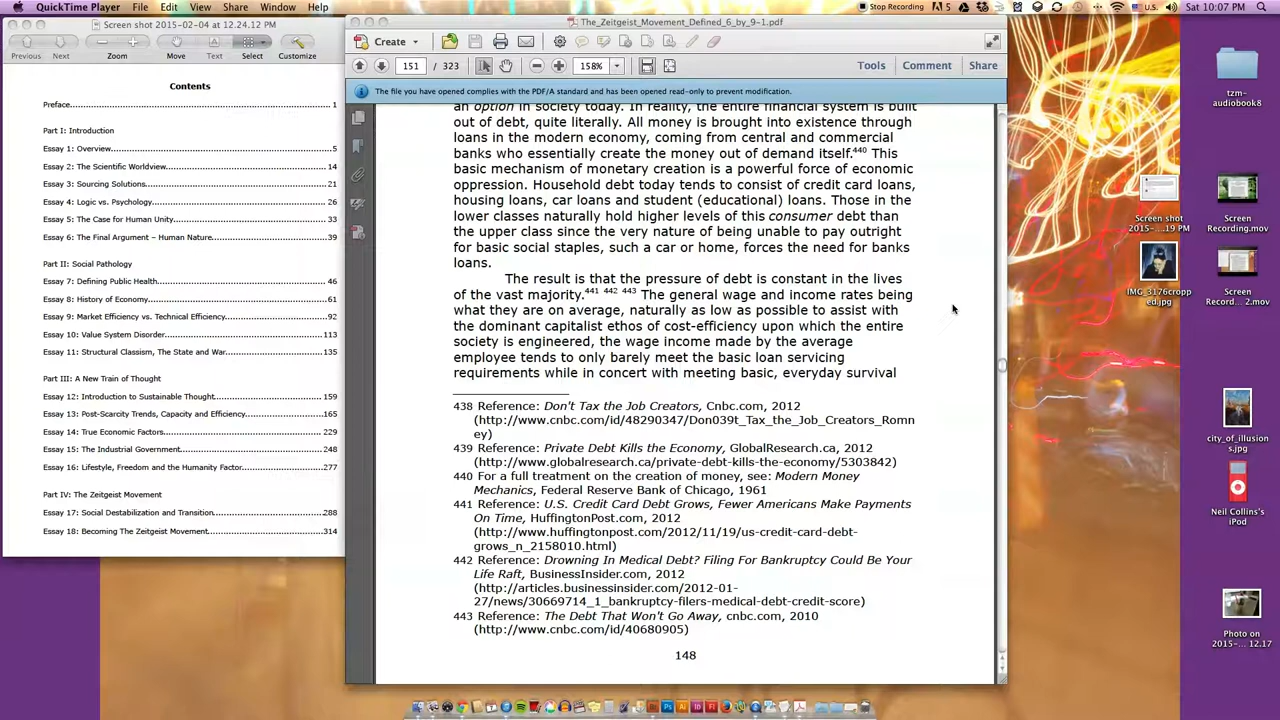 QuickTime Player File Edit View Share Window Help
Stop Recording
5
U.S.
Sat 10:07 PM
Screen shot 2015-02-04 at 12.24.12 PM
Previous Next Zoom Move Text Select Customize
Contents
Preface 1
Part I: Introduction
Essay 1: Overview 5
Essay 2: The Scientific Worldview 14
Essay 3: Sourcing Solutions 21
Essay 4: Logic vs. Psychology 26
Essay 5: The Case for Human Unity 33
Essay 6: The Final Argument – Human Nature 39
Part II: Social Pathology
Essay 7: Defining Public Health 46
Essay 8: History of Economy 61
Essay 9: Market Efficiency vs. Technical Efficiency 92
Essay 10: Value System Disorder 113
Essay 11: Structural Classism, The State and War 135
Part III: A New Train of Thought
Essay 12: Introduction to Sustainable Thought 159
Essay 13: Post-Scarcity Trends, Capacity and Efficiency 165
Essay 14: True Economic Factors 229
Essay 15: The Industrial Government 248
Essay 16: Lifestyle, Freedom and the Humanity Factor 277
Part IV: The Zeitgeist Movement
Essay 17: Social Destabilization and Transition 288
Essay 18: Becoming The Zeitgeist Movement 314
The_Zeitgeist_Movement_Defined_6_by_9-1.pdf
Create
151 / 323
158%
Tools Comment Share
The file you have opened complies with the PDF/A standard and has been opened read-only to prevent modification.
an option in society today. In reality, the entire financial system is built
out of debt, quite literally. All money is brought into existence through
loans in the modern economy, coming from central and commercial
banks who essentially create the money out of demand itself.440 This
basic mechanism of monetary creation is a powerful force of economic
oppression. Household debt today tends to consist of credit card loans,
housing loans, car loans and student (educational) loans. Those in the
lower classes naturally hold higher levels of this consumer debt than
the upper class since the very nature of being unable to pay outright
for basic social staples, such a car or home, forces the need for banks
loans.
The result is that the pressure of debt is constant in the lives
of the vast majority.441 442 443 The general wage and income rates being
what they are on average, naturally as low as possible to assist with
the dominant capitalist ethos of cost-efficiency upon which the entire
society is engineered, the wage income made by the average
employee tends to only barely meet the basic loan servicing
requirements while in concert with meeting basic, everyday survival
438 Reference: Don't Tax the Job Creators, Cnbc.com, 2012
(http://www.cnbc.com/id/48290347/Don039t_Tax_the_Job_Creators_Romn
ey)
439 Reference: Private Debt Kills the Economy, GlobalResearch.ca, 2012
(http://www.globalresearch.ca/private-debt-kills-the-economy/5303842)
440 For a full treatment on the creation of money, see: Modern Money
Mechanics, Federal Reserve Bank of Chicago, 1961
441 Reference: U.S. Credit Card Debt Grows, Fewer Americans Make Payments
On Time, HuffingtonPost.com, 2012
(http://www.huffingtonpost.com/2012/11/19/us-credit-card-debt-
grows_n_2158010.html)
442 Reference: Drowning In Medical Debt? Filing For Bankruptcy Could Be Your
Life Raft, BusinessInsider.com, 2012
(http://articles.businessinsider.com/2012-01-
27/news/30669714_1_bankruptcy-filers-medical-debt-credit-score)
443 Reference: The Debt That Won't Go Away, cnbc.com, 2010
(http://www.cnbc.com/id/40680905)
148
tzm-
audiobook8
Screen shot
2015-...19 PM
Screen
Recording.mov
IMG_3176cropp
ed.jpg
Screen
Record... 2.mov
city_of_illusion
s.jpg
Neil Collins's
iPod
Photo on
2015-... 12.17